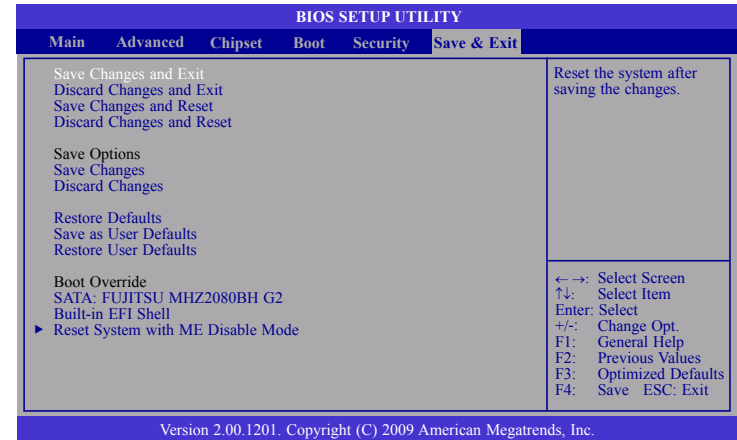 BIOS SETUP UTILITY
Main Advanced Chipset Boot Security Save & Exit
Save Changes and Exit
Discard Changes and Exit
Save Changes and Reset
Discard Changes and Reset
Save Options
Save Changes
Discard Changes
Restore Defaults
Save as User Defaults
Restore User Defaults
Boot Override
SATA: FUJITSU MHZ2080BH G2
Built-in EFI Shell
Reset System with ME Disable Mode
Reset the system after
saving the changes.
←→: Select Screen
↑↓: Select Item
Enter: Select
+/-: Change Opt.
F1: General Help
F2: Previous Values
F3: Optimized Defaults
F4: Save ESC: Exit
Version 2.00.1201. Copyright (C) 2009 American Megatrends, Inc.